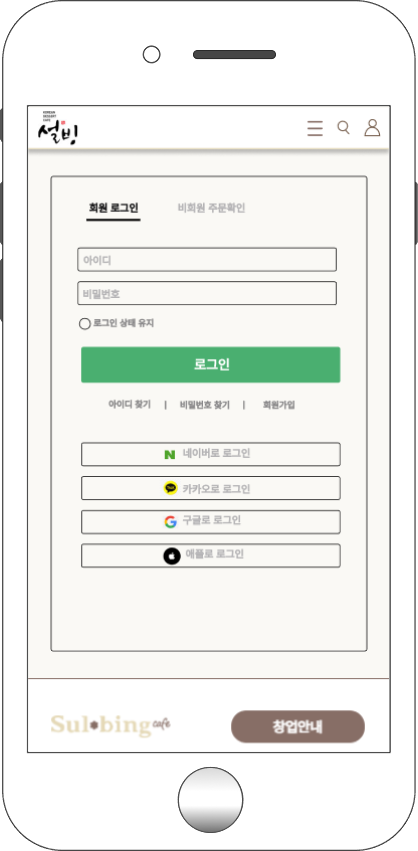 KOREAN
DESSERT
CAFE
설빙
회원 로그인 비회원 주문확인
아이디
비밀번호
로그인 상태 유지
로그인
아이디 찾기 | 비밀번호 찾기 | 회원가입
N 네이버로 로그인
카카오로 로그인
G 구글로 로그인
애플로 로그인
Sulbing cafe 창업안내